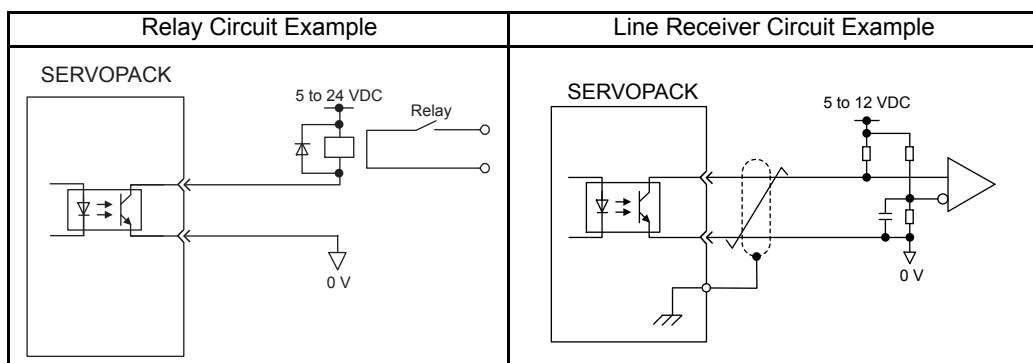 Relay Circuit Example
Line Receiver Circuit Example
SERVOPACK
5 to 24 VDC
Relay
0 V
SERVOPACK
5 to 12 VDC
0 V